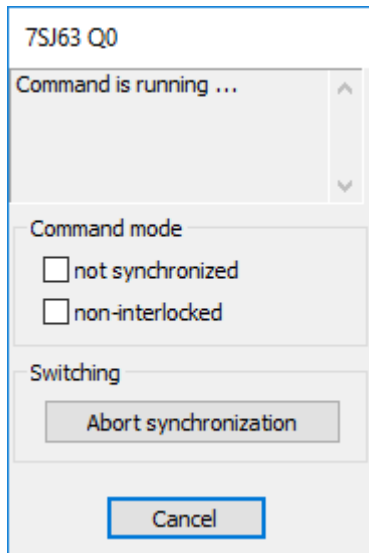 7SJ63 Q0
Command is running ...
Command mode
not synchronized
non-interlocked
Switching
Abort synchronization
Cancel